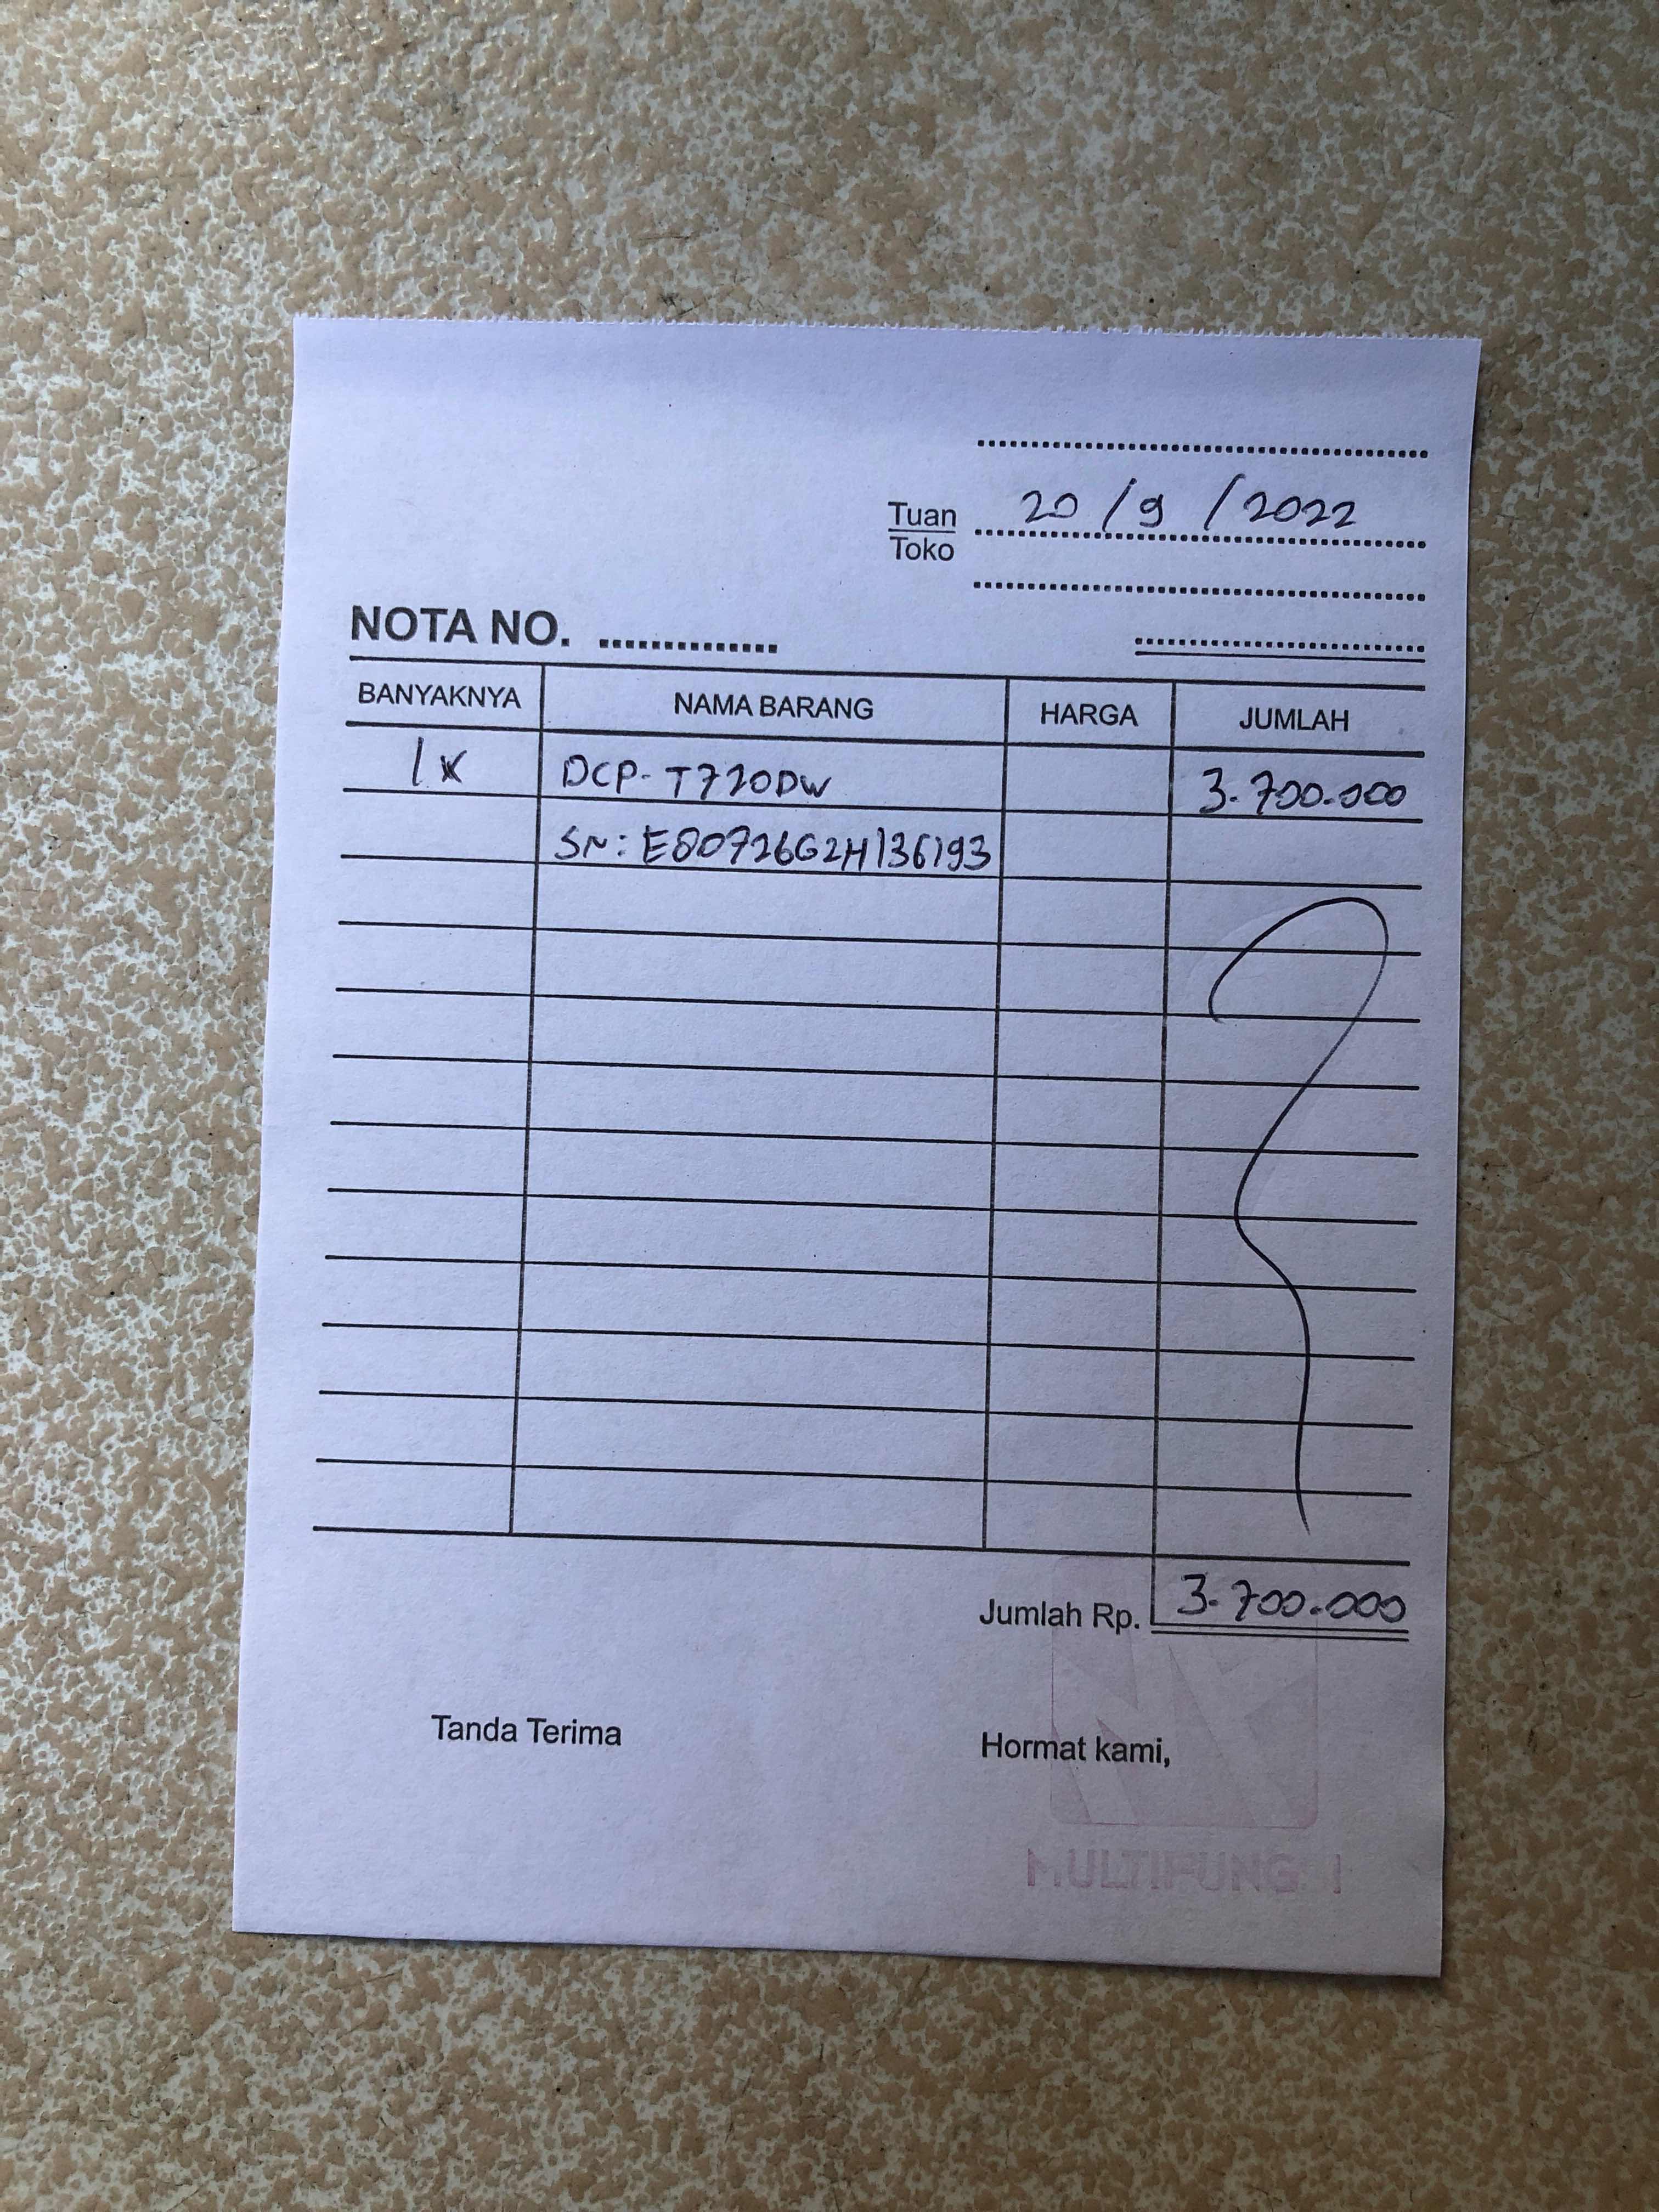 20/9/2022
Tuan
Toko
NOTA NO.
BANYAKNYA NAMA BARANG HARGA JUMLAH
1x DCP-T720DW 3.700.000
SN: E80726G2H136193
Jumlah Rp. 3.700.000
Tanda Terima Hormat kami,
MULTIFUNGSI